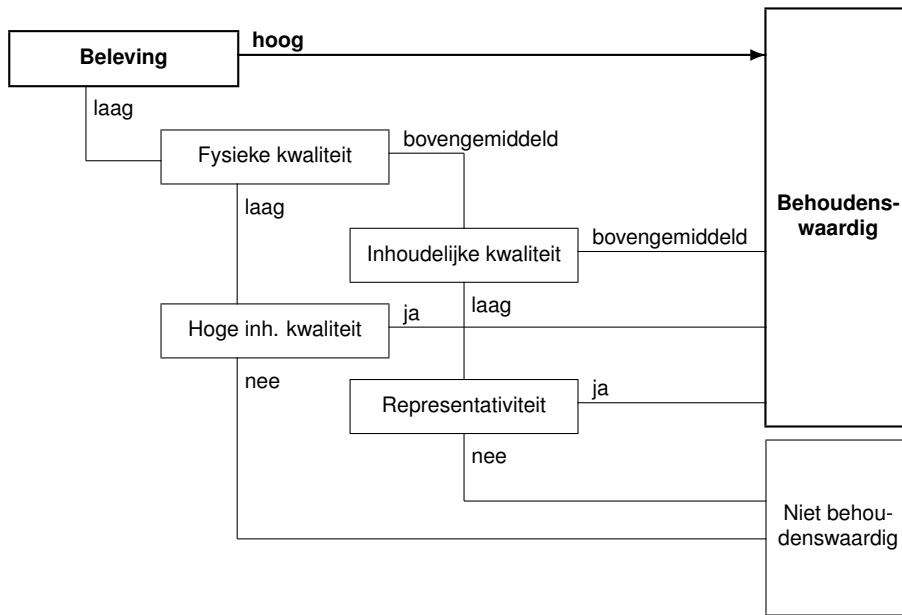 hoog
Beleving
laag
bovengemiddeld
Fysieke kwaliteit
laag
Behoudens-
waardig
bovengemiddeld
Inhoudelijke kwaliteit
laag
ja
Hoge inh. kwaliteit
nee
ja
Representativiteit
nee
Niet behou-
denswaardig